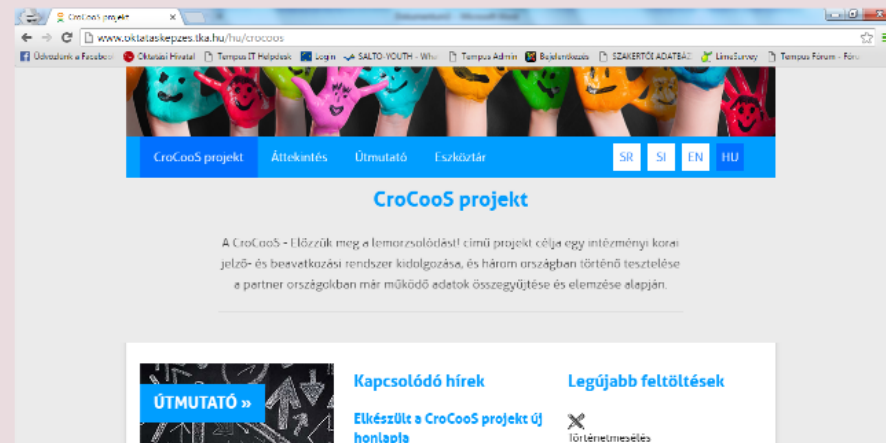 CroCooS projekt
www.oktataskepzes.tka.hu/hu/crocoos
Üdvözlünk a Facebo Oktatási Hivatal Tempus IT Helpdesk Login SALTO-YOUTH - Wha Tempus Admin Bejelentkezés SZAKÉRTŐI ADATBÁZ LimeSurvey Tempus Fórum - Fóru
CroCooS projekt Áttekintés Útmutató Eszköztár SR SI EN HU
CroCooS projekt
A CroCooS - Előzzük meg a lemorzsolódást! című projekt célja egy intézményi korai
jelző- és beavatkozási rendszer kidolgozása, és három országban történő tesztelése
a partner országokban már működő adatok összegyűjtése és elemzése alapján.
ÚTMUTATÓ »
Kapcsolódó hírek
Elkészült a CroCooS projekt új
honlapja
Legújabb feltöltések
Történetmesélés